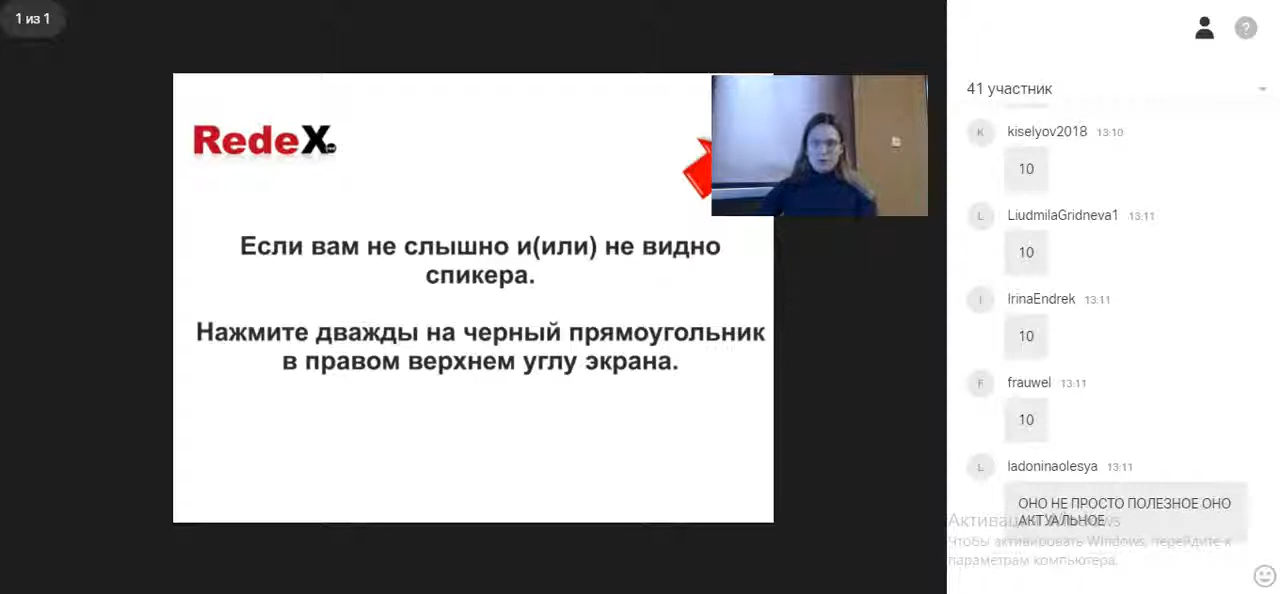 1 из 1
RedeX
Если вам не слышно и(или) не видно
спикера.
Нажмите дважды на черный прямоугольник
в правом верхнем углу экрана.
?
41 участник
K kiselyov2018 13:10
10
L LiudmilaGridneva1 13:11
10
I IrinaEndrek 13:11
10
F frauwel 13:11
10
L ladoninaolesya 13:11
ОНО НЕ ПРОСТО ПОЛЕЗНОЕ ОНО
АКТУАЛЬНОЕ
Активация Windows
Чтобы активировать Windows, перейдите к
параметрам компьютера.